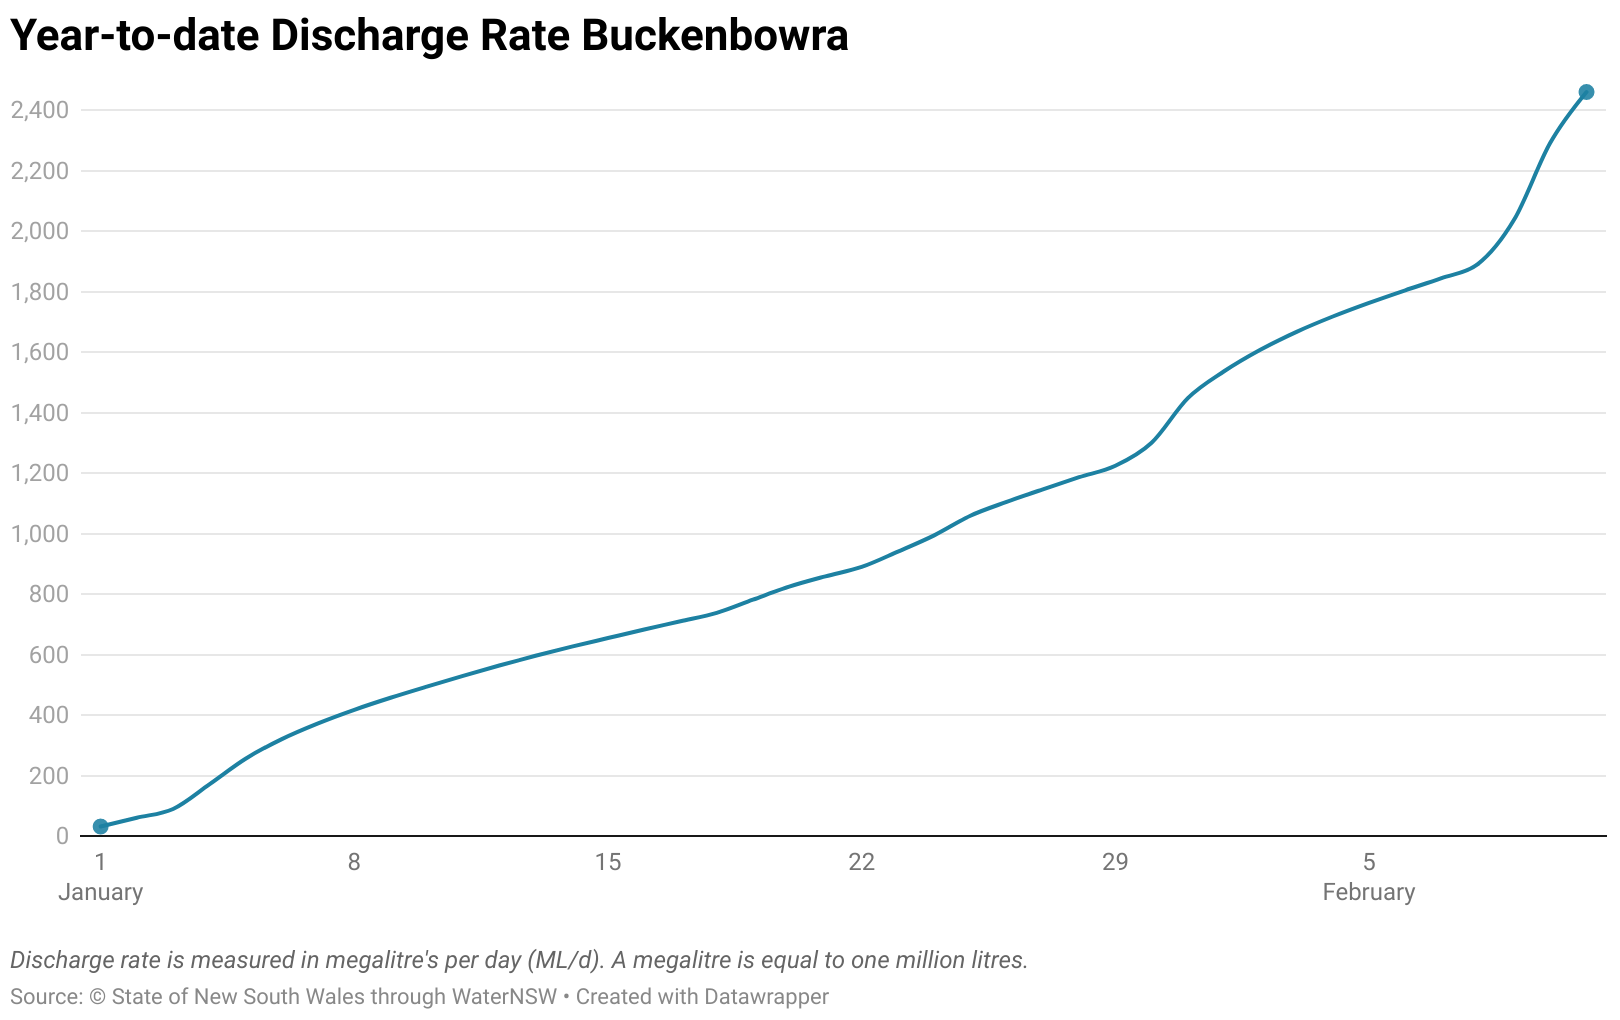 Year-to-date Discharge Rate Buckenbowra
2,400
2,200
2,000
1,800
1,600
1,400
1,200
1,000
800
600
400
200
0
1 8 15 22 29 5
January February
Discharge rate is measured in megalitre's per day (ML/d). A megalitre is equal to one million litres.
Source: © State of New South Wales through WaterNSW • Created with Datawrapper